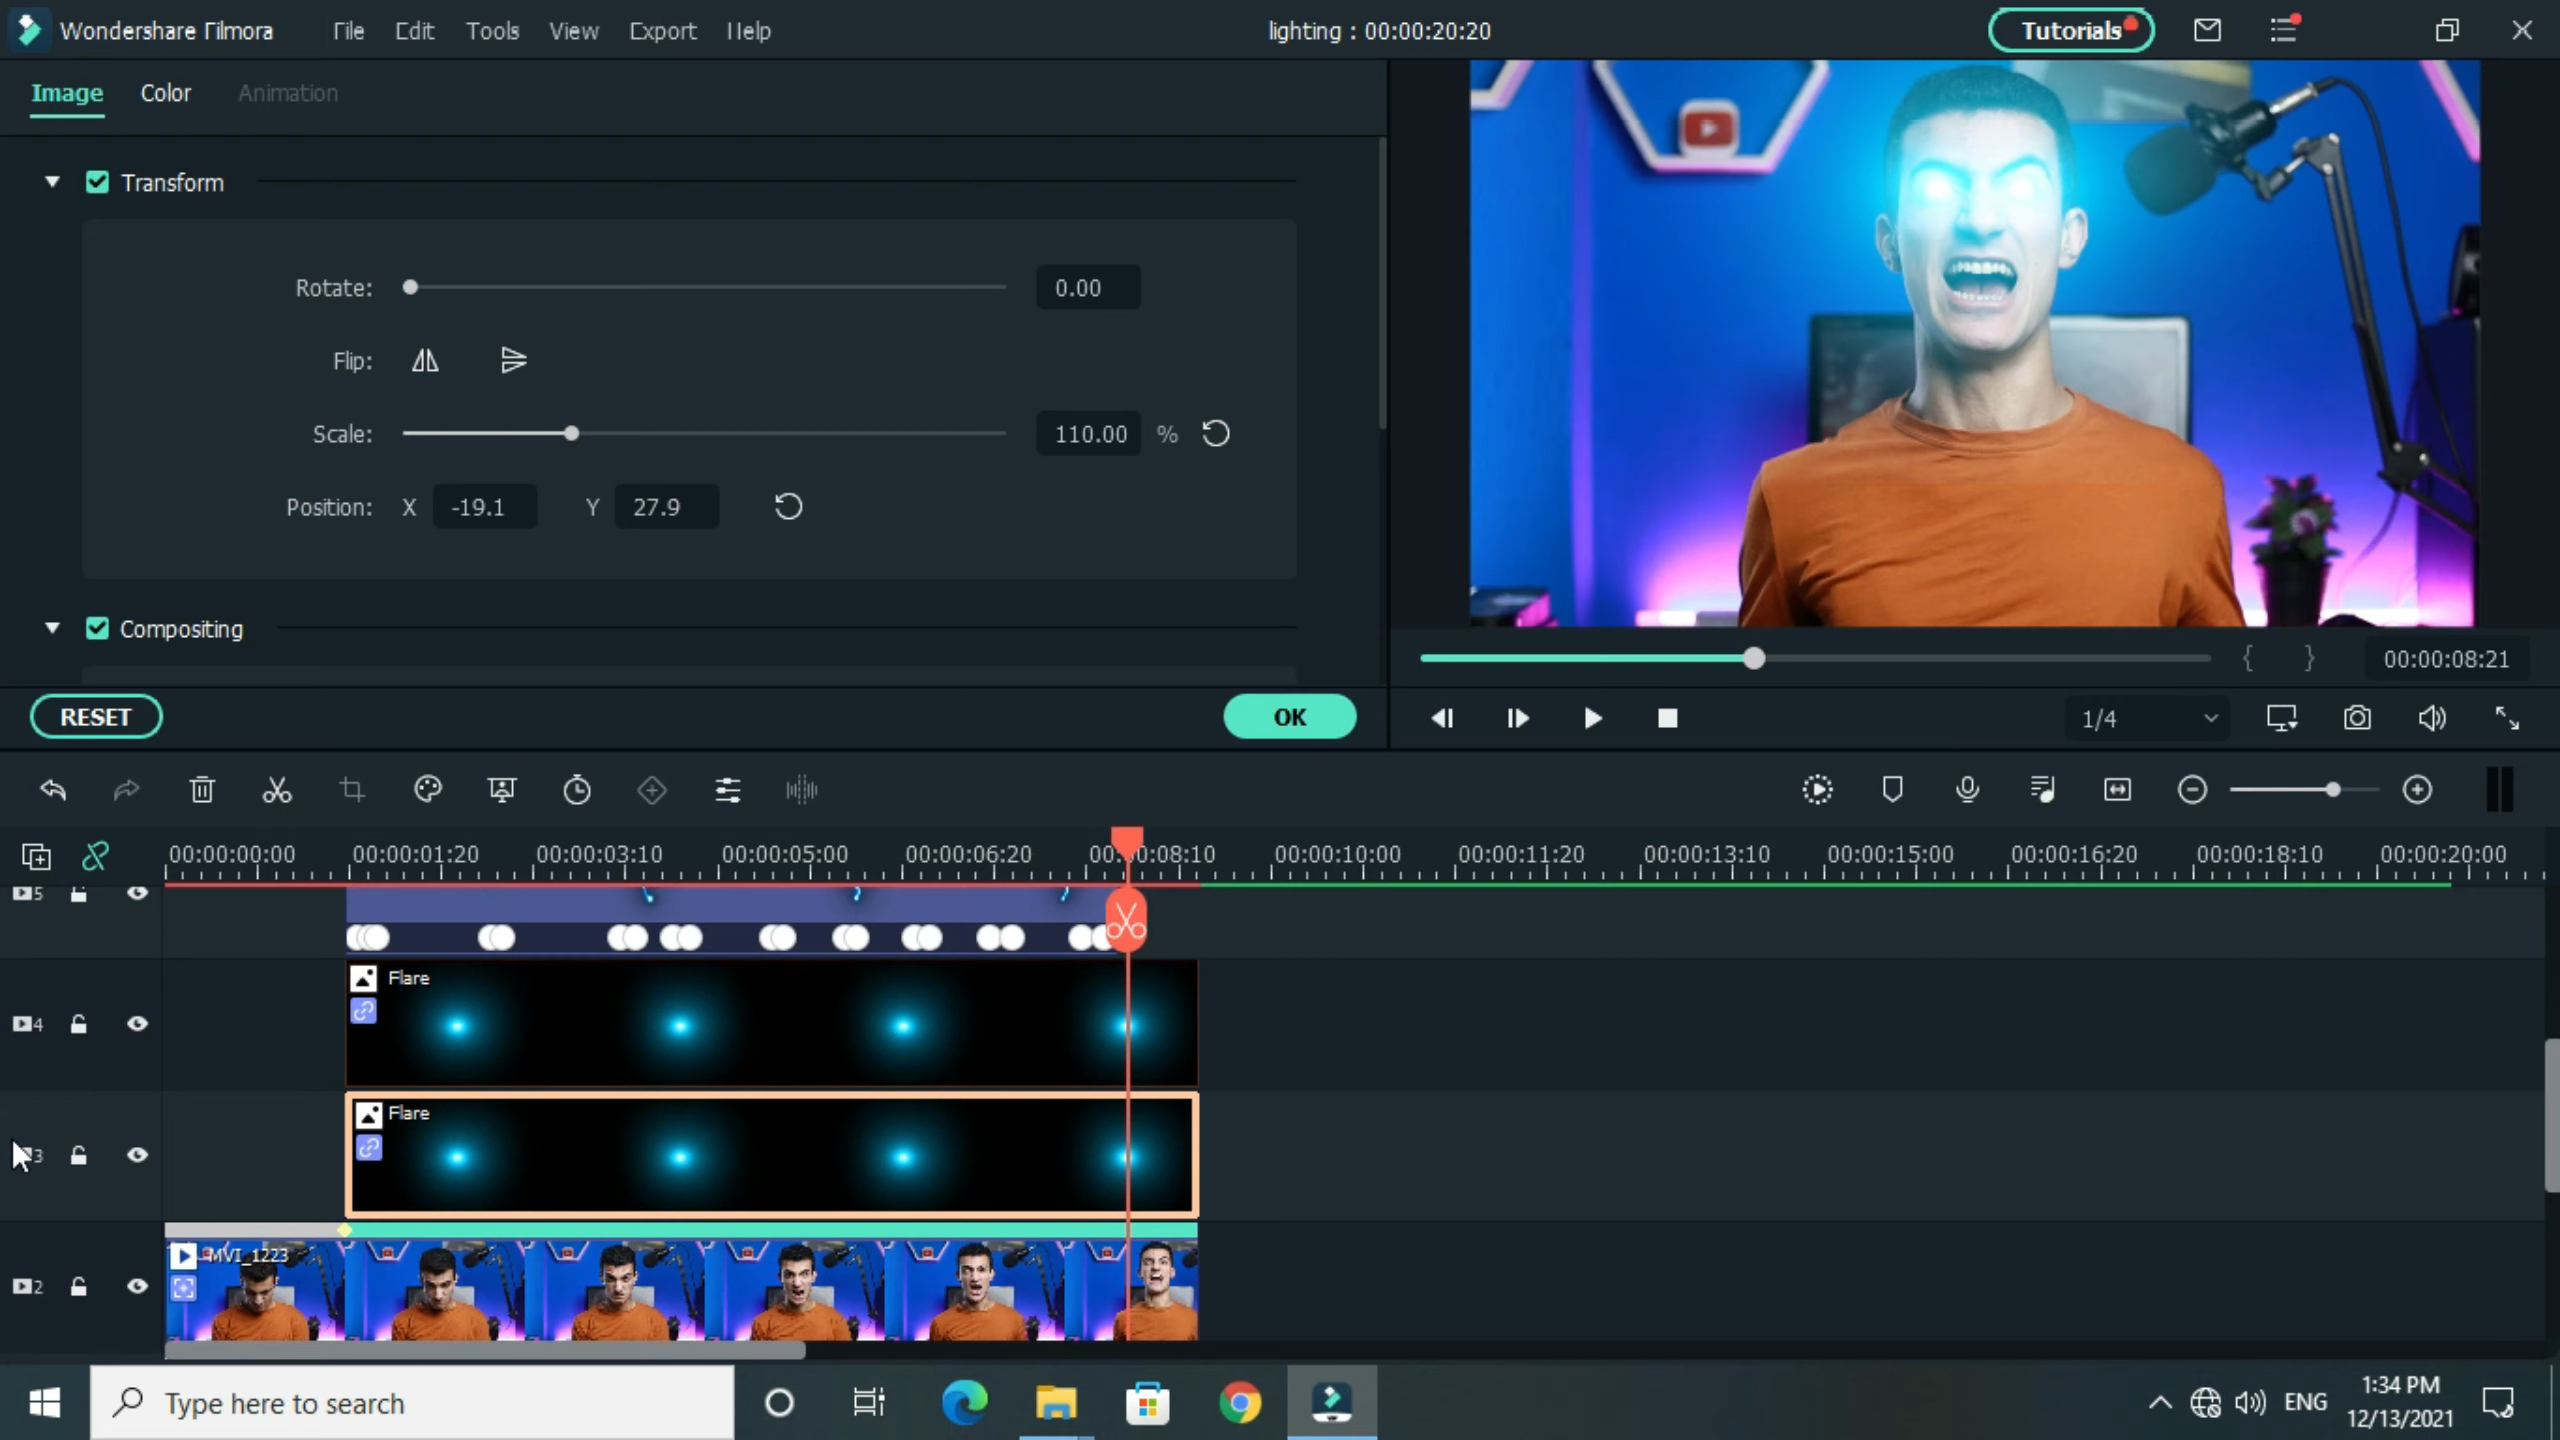 Wondershare Filmora File Edit Tools View Export Help lighting : 00:00:20:20 Tutorials
Image Color Animation
Transform
Rotate: 0.00
Flip:
Scale: 110.00 %
Position: X -19.1 Y 27.9
Compositing
{ } 00:00:08:21
RESET OK 1/4
00:00:00:00 00:00:01:20 00:00:03:10 00:00:05:00 00:00:06:20 00:00:08:10 00:00:10:00 00:00:11:20 00:00:13:10 00:00:15:00 00:00:16:20 00:00:18:10 00:00:20:00
5
Flare
4
Flare
3
MVI_1223
2
Type here to search
ENG
1:34 PM
12/13/2021